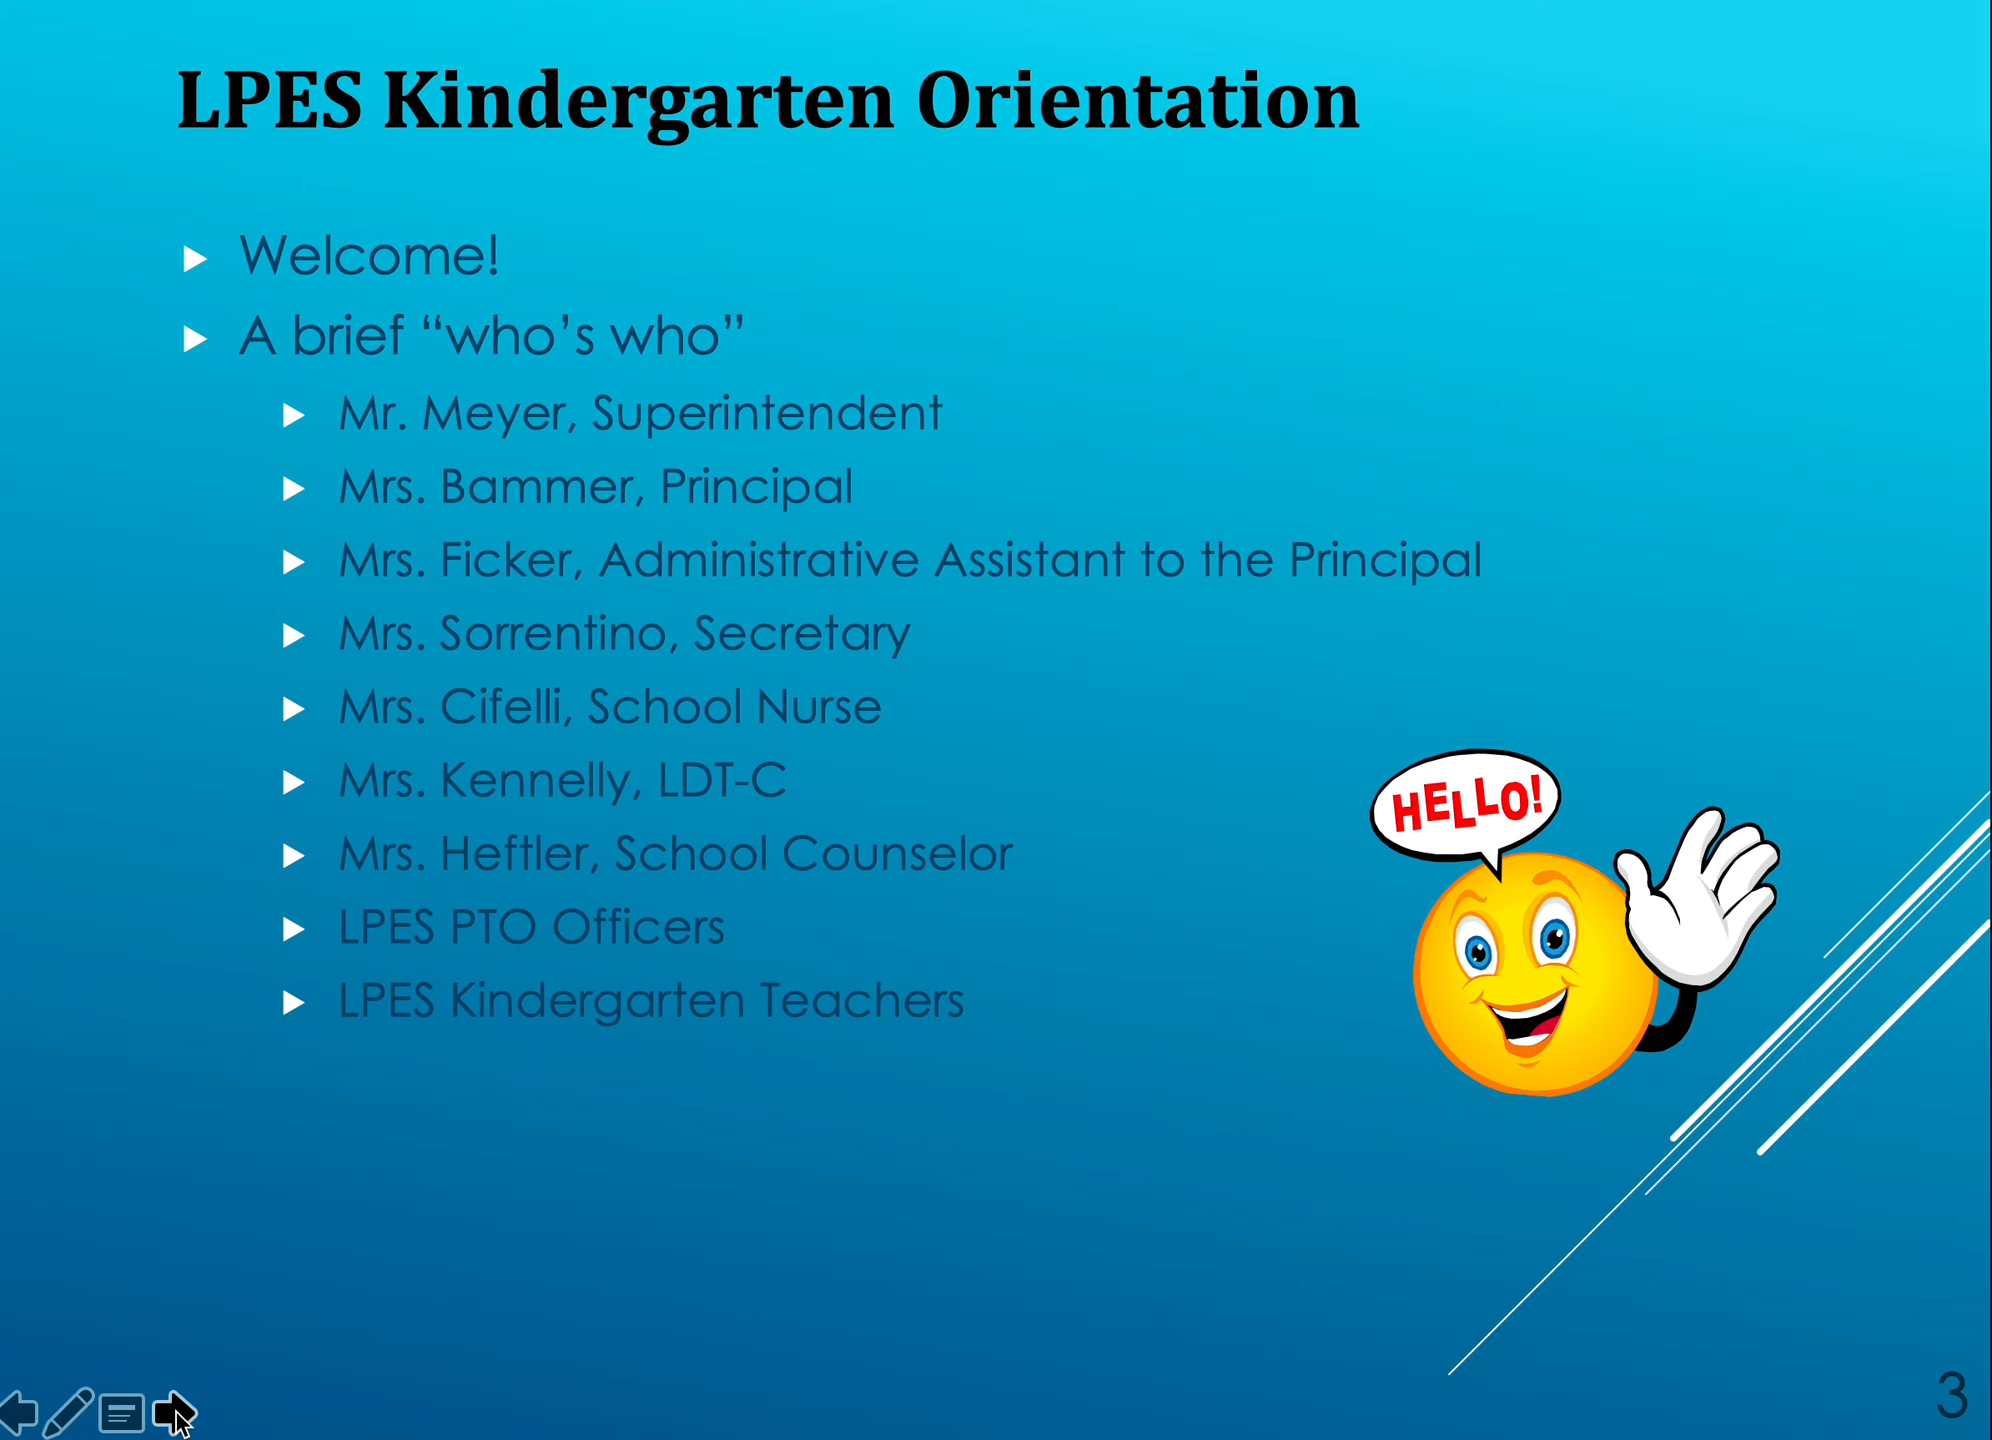 LPES Kindergarten Orientation
Welcome!
A brief “who’s who”
Mr. Meyer, Superintendent
Mrs. Bammer, Principal
Mrs. Ficker, Administrative Assistant to the Principal
Mrs. Sorrentino, Secretary
Mrs. Cifelli, School Nurse
Mrs. Kennelly, LDT-C
Mrs. Heftler, School Counselor
LPES PTO Officers
LPES Kindergarten Teachers
HELLO!
3